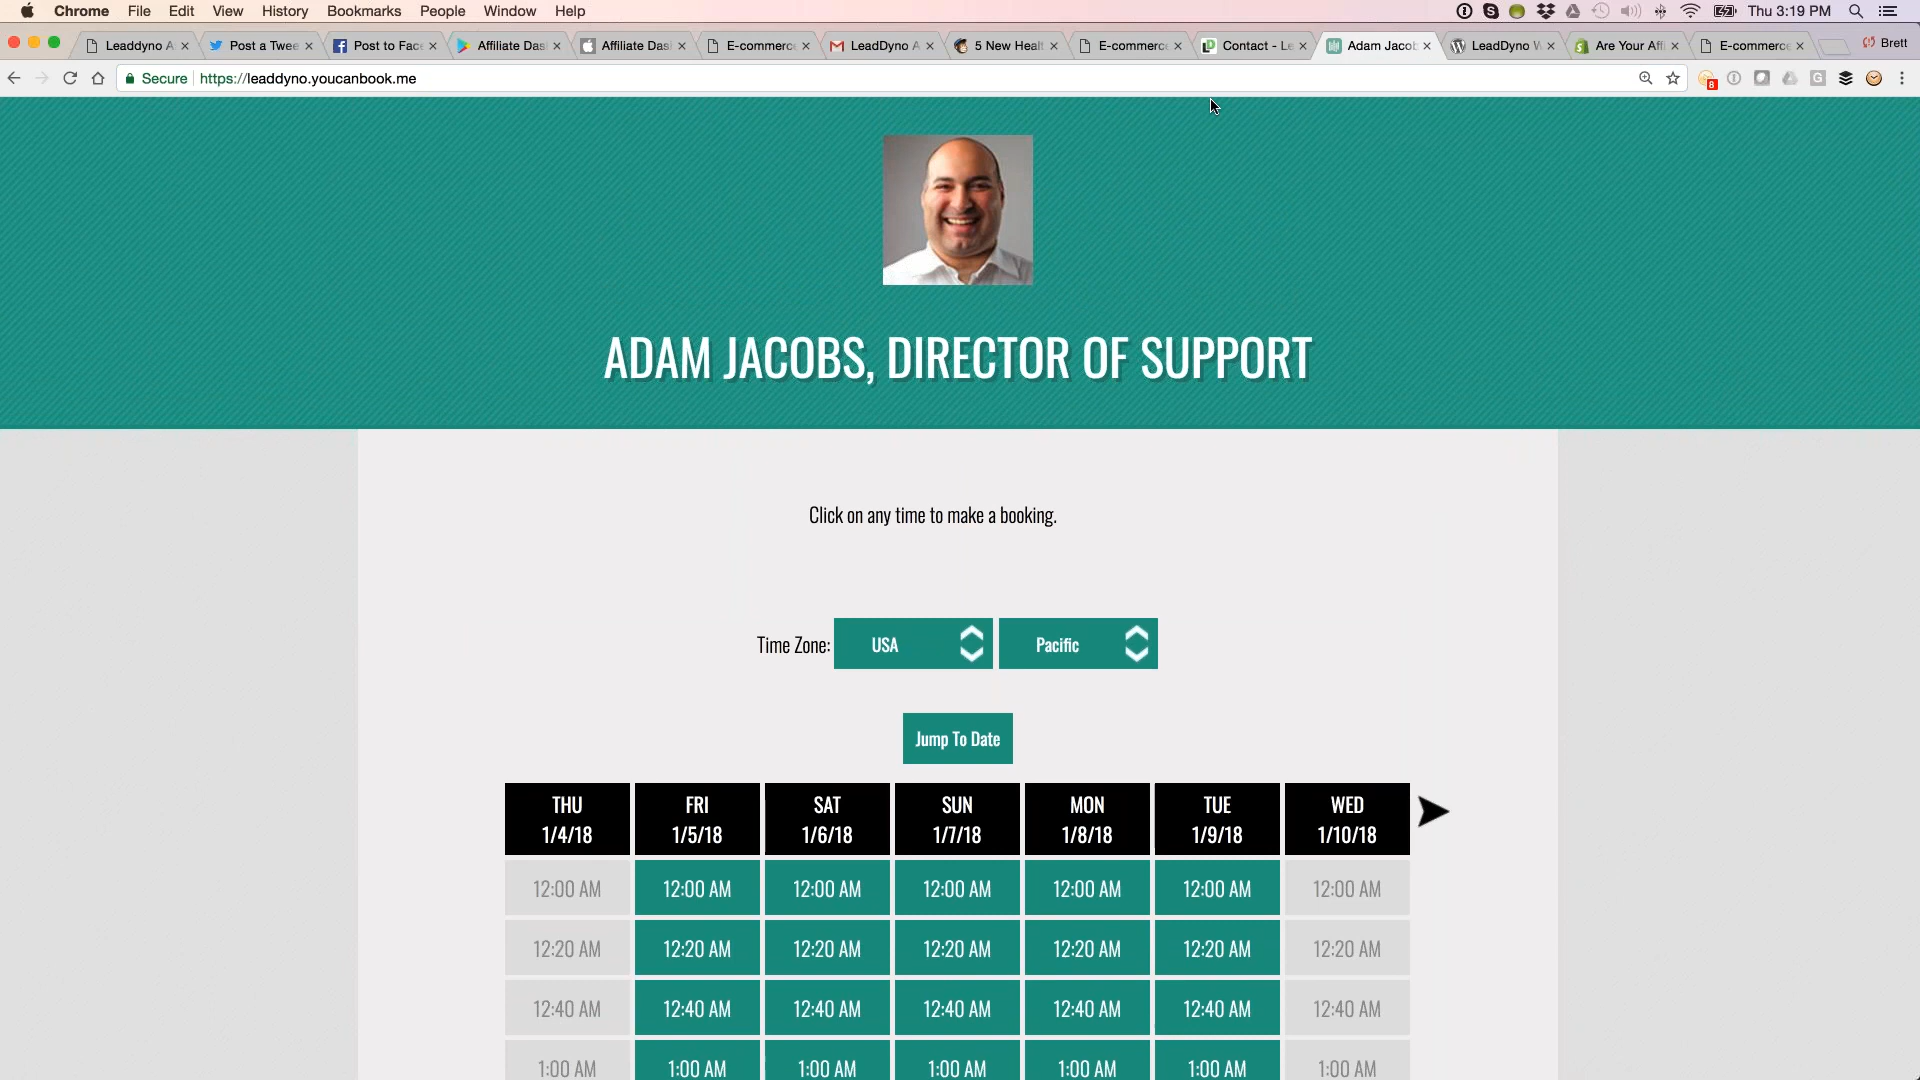 Chrome File Edit View History Bookmarks People Window Help Thu 3:19 PM
Leaddyno A Post a Twee Post to Fac Affiliate Das Affiliate Das E-commerc LeadDyno A 5 New Healt E-commerc Contact - Le Adam Jacob LeadDyno W Are Your Affi E-commerce Brett
Secure https://leaddyno.youcanbook.me 8
ADAM JACOBS, DIRECTOR OF SUPPORT
Click on any time to make a booking.
Time Zone: USA Pacific
Jump To Date
THU FRI SAT SUN MON TUE WED
1/4/18 1/5/18 1/6/18 1/7/18 1/8/18 1/9/18 1/10/18
12:00 AM 12:00 AM 12:00 AM 12:00 AM 12:00 AM 12:00 AM 12:00 AM
12:20 AM 12:20 AM 12:20 AM 12:20 AM 12:20 AM 12:20 AM 12:20 AM
12:40 AM 12:40 AM 12:40 AM 12:40 AM 12:40 AM 12:40 AM 12:40 AM
1:00 AM 1:00 AM 1:00 AM 1:00 AM 1:00 AM 1:00 AM 1:00 AM